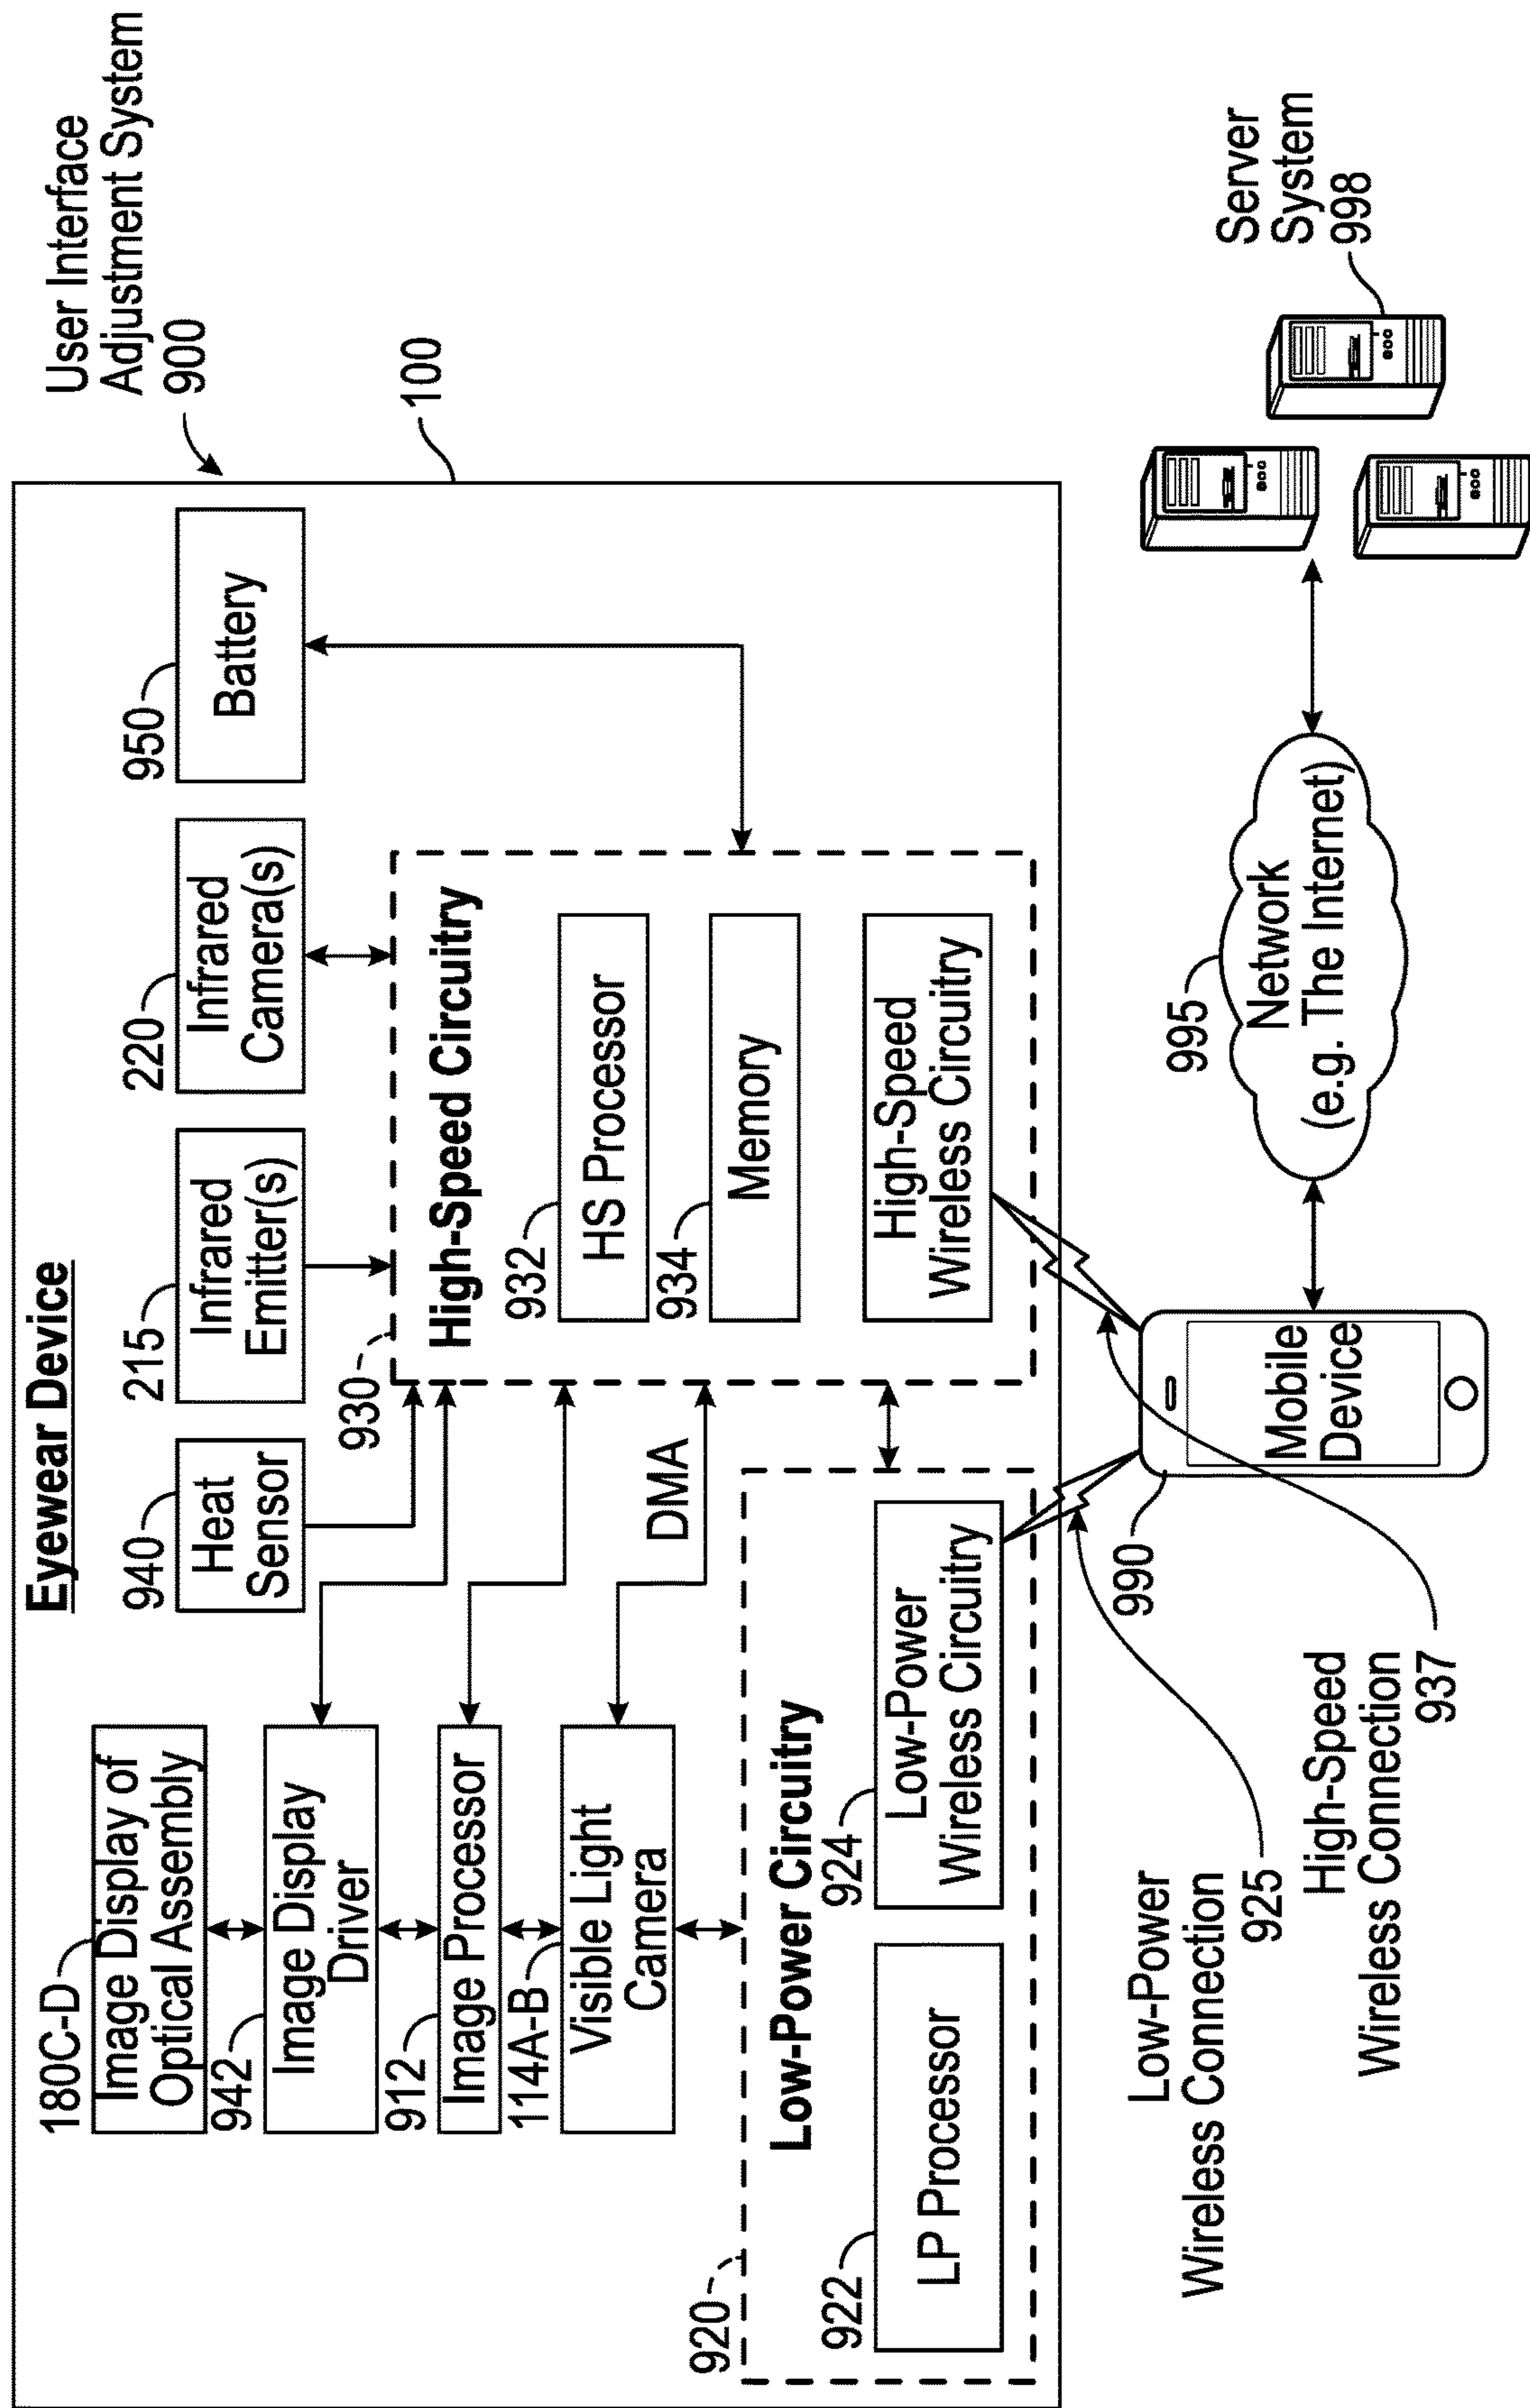 User Interface
Adjustment System
900
Eyewear Device
100
180C-D
Image Display of
Optical Assembly
942
Image Display
Driver
912
Image Processor
114A-B
Visible Light
Camera
940
Heat
Sensor
215
Infrared
Emitter(s)
220
Infrared
Camera(s)
950
Battery
DMA
930
High-Speed Circuitry
932
HS Processor
934
Memory
High-Speed
Wireless Circuitry
920
Low-Power Circuitry
922
LP Processor
924
Low-Power
Wireless Circuitry
Low-Power
Wireless Connection
925
High-Speed
Wireless Connection
937
990
Mobile
Device
995
Network
(e.g. The Internet)
Server
System
998